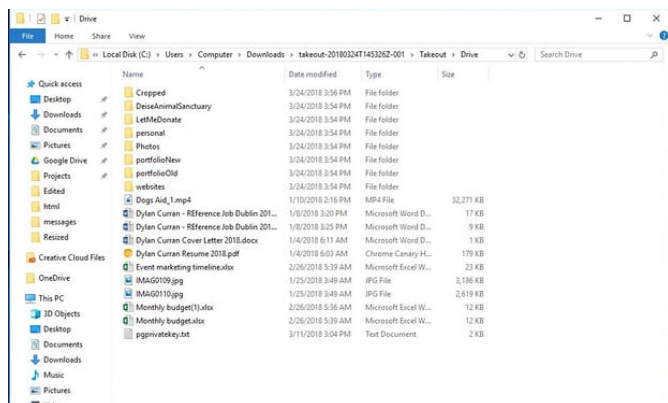 Drive
File Home Share View
« Local Disk (C:) › Users › Computer › Downloads › takeout-20180324T145326Z-001 › Takeout › Drive Search Drive
Name Date modified Type Size
Quick access
Desktop
Downloads
Documents
Pictures
Google Drive
Projects
Edited
html
messages
Resized
Creative Cloud Files
OneDrive
This PC
3D Objects
Desktop
Documents
Downloads
Music
Pictures
Cropped 3/24/2018 3:56 PM File folder
DeiseAnimalSanctuary 3/24/2018 3:54 PM File folder
LetMeDonate 3/24/2018 3:54 PM File folder
personal 3/24/2018 3:54 PM File folder
Photos 3/24/2018 3:54 PM File folder
portfolioNew 3/24/2018 3:54 PM File folder
portfolioOld 3/24/2018 3:54 PM File folder
websites 3/24/2018 3:54 PM File folder
Dogs Aid_1.mp4 1/10/2018 2:16 PM MP4 File 32,271 KB
Dylan Curran - REference Job Dublin 201... 1/8/2018 3:20 PM Microsoft Word D... 17 KB
Dylan Curran - REference Job Dublin 201... 1/8/2018 3:25 PM Microsoft Word D... 9 KB
Dylan Curran Cover Letter 2018.docx 1/4/2018 6:11 AM Microsoft Word D... 1 KB
Dylan Curran Resume 2018.pdf 1/4/2018 6:03 AM Chrome Canary H... 179 KB
Event marketing timeline.xlsx 2/26/2018 5:39 AM Microsoft Excel W... 23 KB
IMAG0109.jpg 1/25/2018 3:49 AM JPG File 3,186 KB
IMAG0110.jpg 1/25/2018 3:49 AM JPG File 2,619 KB
Monthly budget(1).xlsx 2/26/2018 5:36 AM Microsoft Excel W... 12 KB
Monthly budget.xlsx 2/26/2018 5:39 AM Microsoft Excel W... 12 KB
pgprivatekey.txt 3/11/2018 3:04 PM Text Document 2 KB